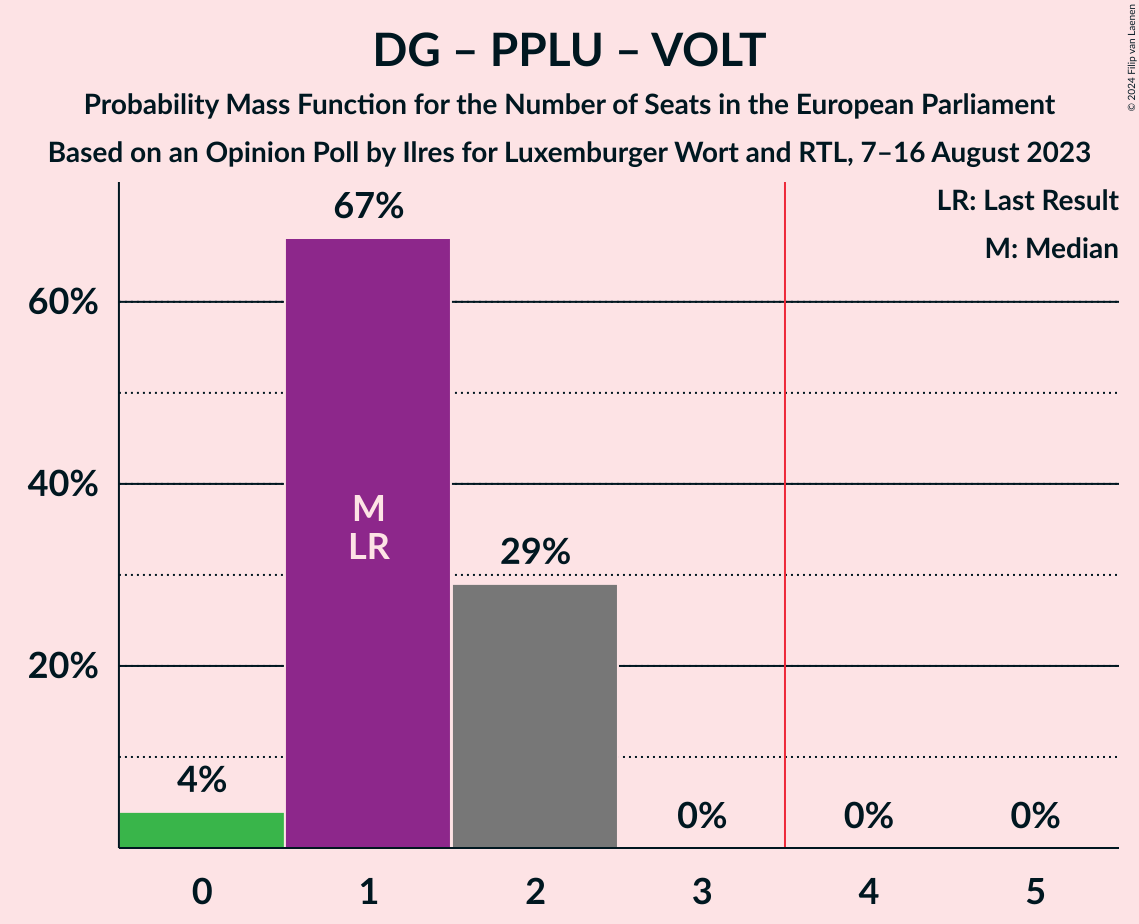 DG – PPLU – VOLT
Probability Mass Function for the Number of Seats in the European Parliament
Based on an Opinion Poll by Ilres for Luxemburger Wort and RTL, 7–16 August 2023
© 2024 Filip van Laenen
LR: Last Result
M: Median
67%
60%
40%
M
LR
29%
20%
4%
0%
0%
0%
0
1
2
3
4
5